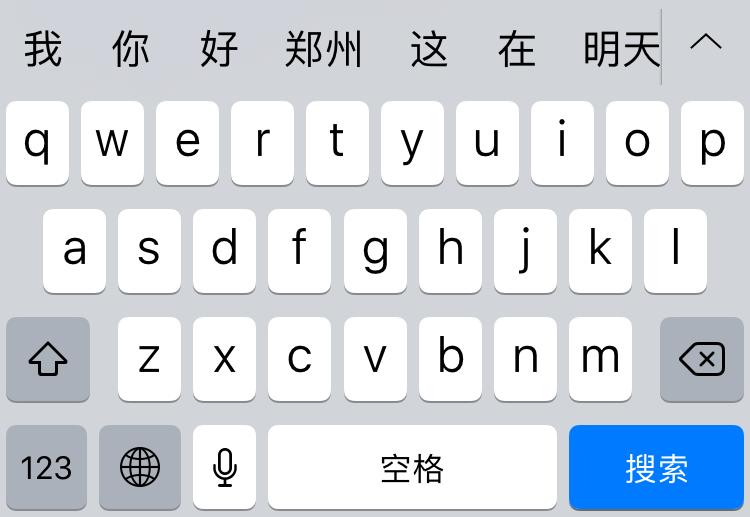 我 你 好 郑州 这 在 明天
q w e r t y u i o p
a s d f g h j k l
z x c v b n m
123 空格 搜索